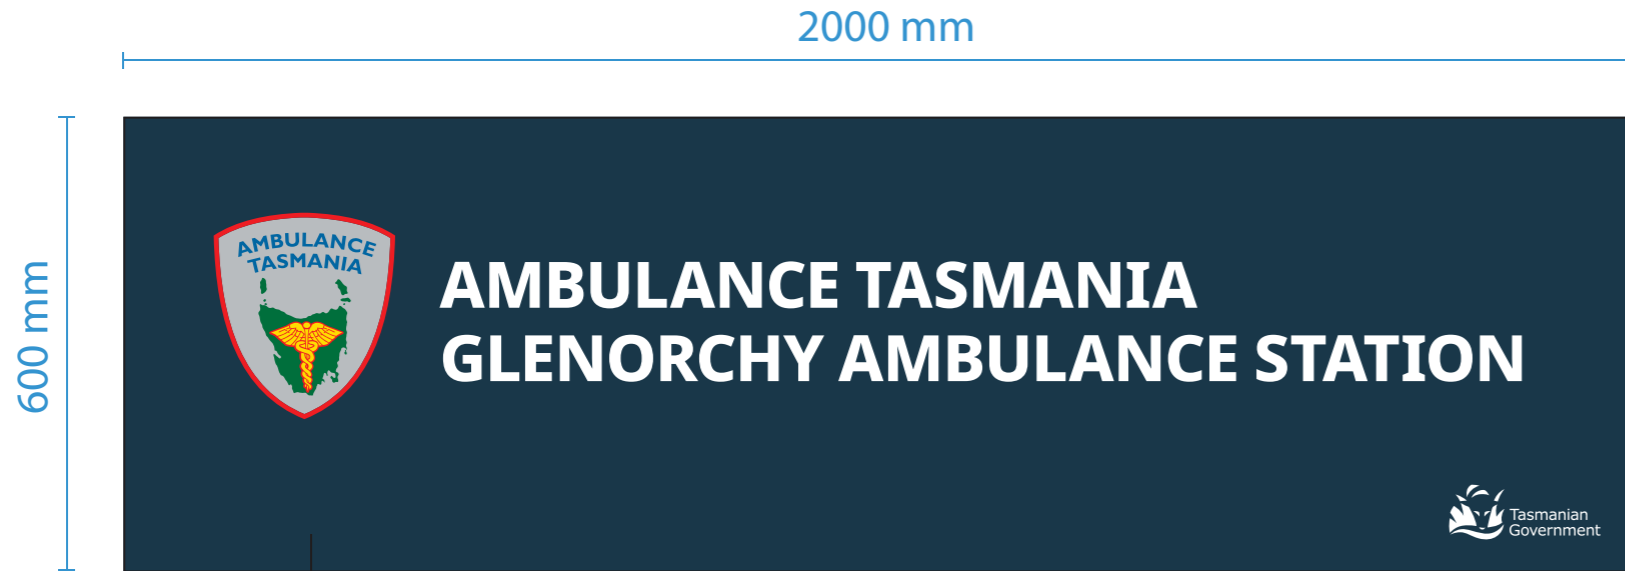 2000 mm
600 mm
AMBULANCE
TASMANIA
AMBULANCE TASMANIA
GLENORCHY AMBULANCE STATION
Tasmanian
Government